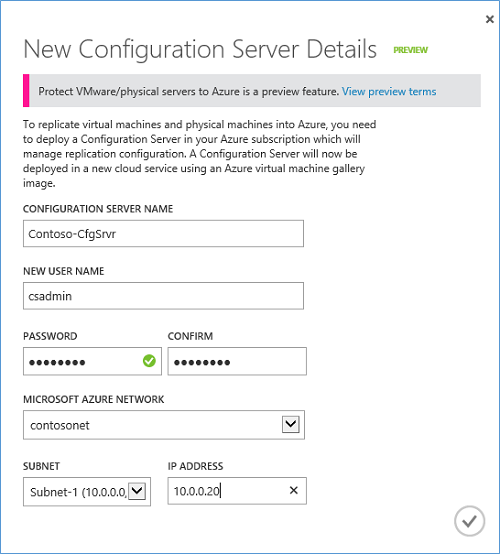 New Configuration Server Details PREVIEW
Protect VMware/physical servers to Azure is a preview feature. View preview terms
To replicate virtual machines and physical machines into Azure, you need
to deploy a Configuration Server in your Azure subscription which will
manage replication configuration. A Configuration Server will now be
deployed in a new cloud service using an Azure virtual machine gallery
image.
CONFIGURATION SERVER NAME
Contoso-CfgSrvr
NEW USER NAME
csadmin
PASSWORD CONFIRM
●●●●●●●● ●●●●●●●●
MICROSOFT AZURE NETWORK
contosonet
SUBNET IP ADDRESS
Subnet-1 (10.0.0.0, 10.0.0.20